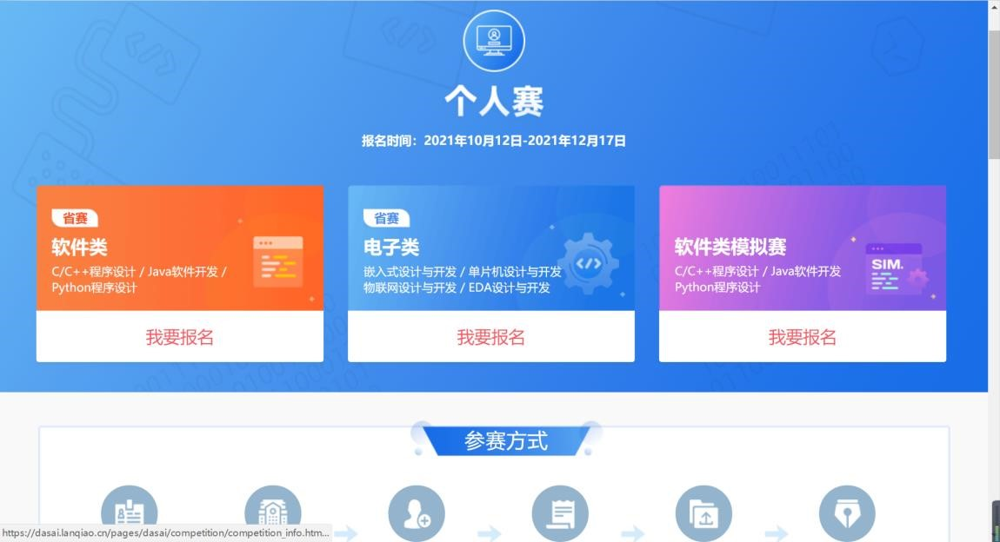 个人赛
报名时间：2021年10月12日-2021年12月17日
省赛
软件类
C/C++程序设计 / Java软件开发 /
Python程序设计
我要报名
省赛
电子类
嵌入式设计与开发 / 单片机设计与开发
物联网设计与开发 / EDA设计与开发
我要报名
软件类模拟赛
C/C++程序设计 / Java软件开发
Python程序设计
SIM.
我要报名
参赛方式
https://dasai.lanqiao.cn/pages/dasai/competition/competition_info.htm...